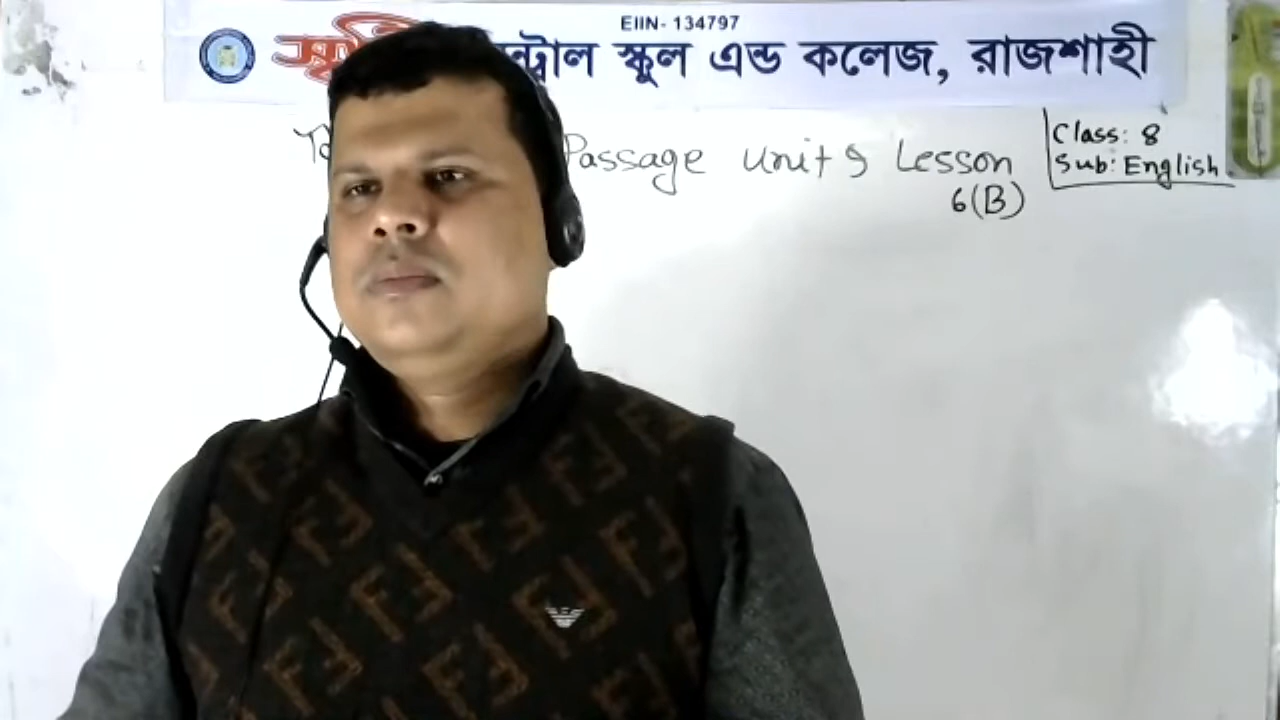 EIIN- 134797
স্কুল এন্ড কলেজ, রাজশাহী
Passage Unit 9 Lesson
6(B)
Class: 8
Sub: English